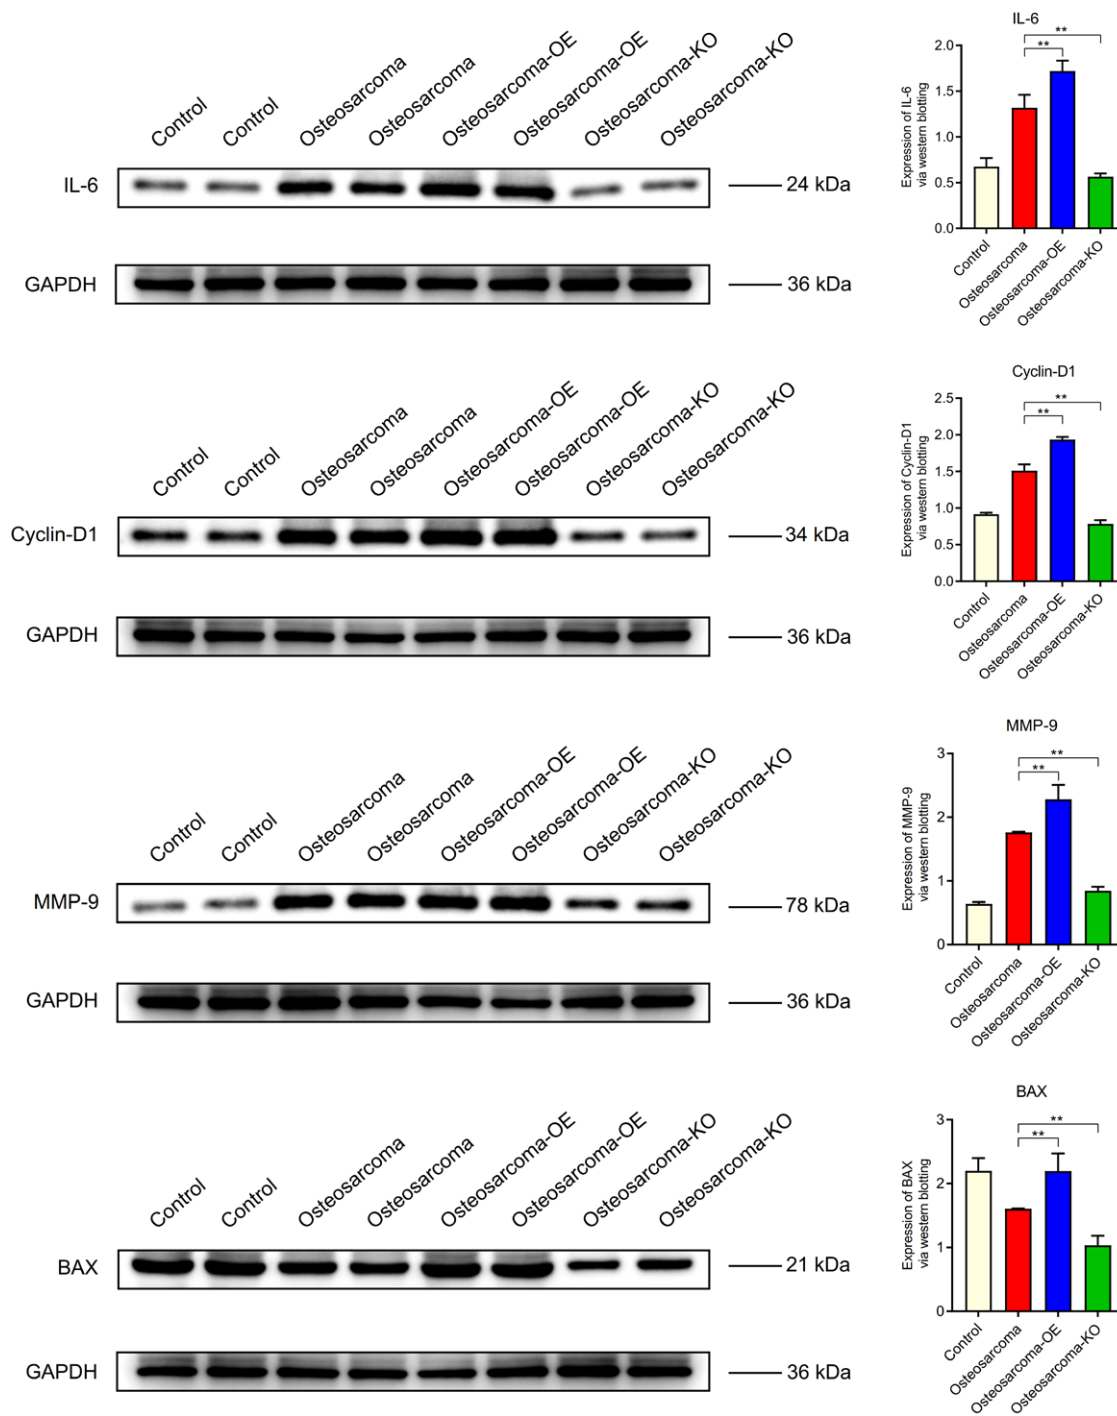 Control
Control
Osteosarcoma
Osteosarcoma
Osteosarcoma-OE
Osteosarcoma-OE
Osteosarcoma-KO
Osteosarcoma-KO
IL-6
24 kDa
GAPDH
36 kDa
IL-6
Expression of IL-6
via western blotting
2.0
1.5
1.0
0.5
0.0
**
**
Control
Osteosarcoma
Osteosarcoma-OE
Osteosarcoma-KO
Control
Control
Osteosarcoma
Osteosarcoma
Osteosarcoma-OE
Osteosarcoma-OE
Osteosarcoma-KO
Osteosarcoma-KO
Cyclin-D1
34 kDa
GAPDH
36 kDa
Cyclin-D1
Expression of Cyclin-D1
via western blotting
2.5
2.0
1.5
1.0
0.5
0.0
**
**
Control
Osteosarcoma
Osteosarcoma-OE
Osteosarcoma-KO
Control
Control
Osteosarcoma
Osteosarcoma
Osteosarcoma-OE
Osteosarcoma-OE
Osteosarcoma-KO
Osteosarcoma-KO
MMP-9
78 kDa
GAPDH
36 kDa
MMP-9
Expression of MMP-9
via western blotting
3
2
1
0
**
**
Control
Osteosarcoma
Osteosarcoma-OE
Osteosarcoma-KO
Control
Control
Osteosarcoma
Osteosarcoma
Osteosarcoma-OE
Osteosarcoma-OE
Osteosarcoma-KO
Osteosarcoma-KO
BAX
21 kDa
GAPDH
36 kDa
BAX
Expression of BAX
via western blotting
3
2
1
0
**
**
Control
Osteosarcoma
Osteosarcoma-OE
Osteosarcoma-KO